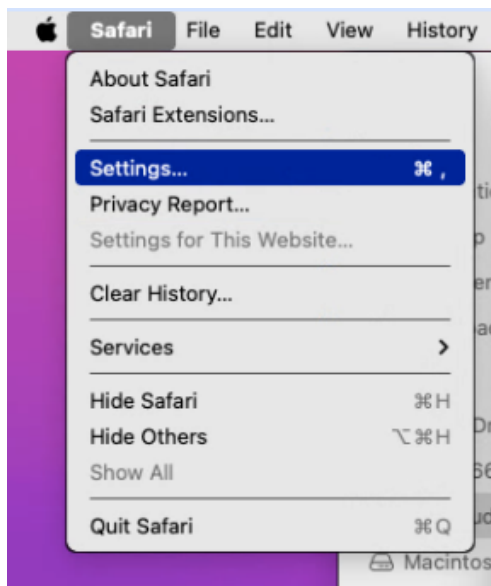 Safari File Edit View History
About Safari
Safari Extensions...
Settings... ⌘ ,
Privacy Report...
Settings for This Website...
Clear History...
Services
Hide Safari ⌘H
Hide Others ⌥⌘H
Show All
Quit Safari ⌘Q
Macintos